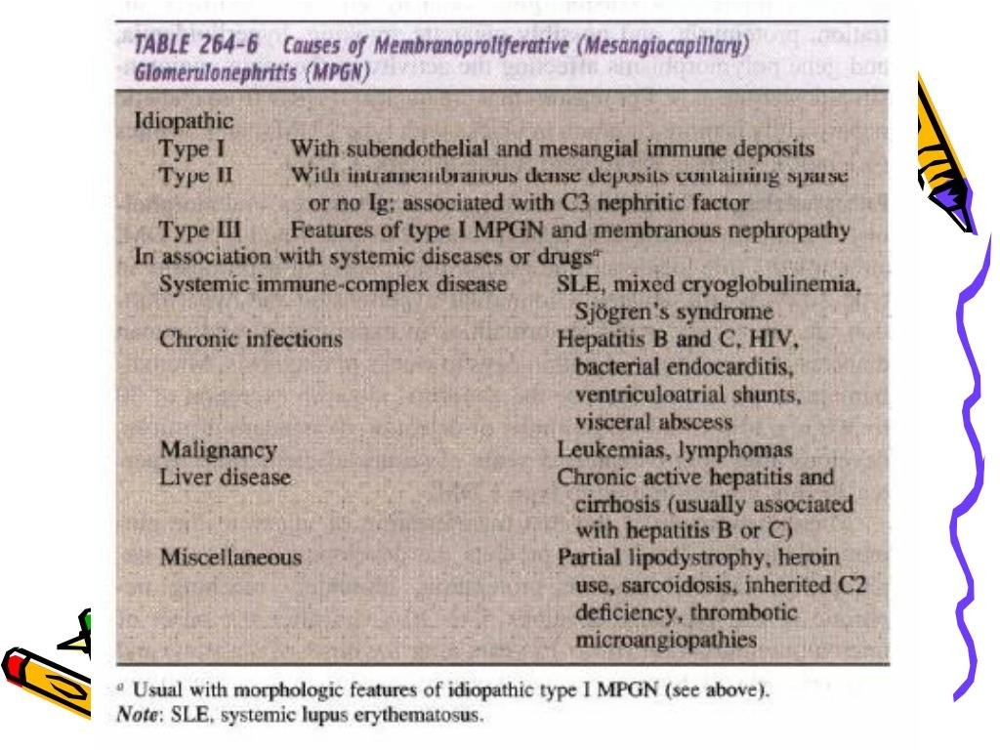 TABLE 264-6 Causes of Membranoproliferative (Mesangiocapillary)
Glomerulonephritis (MPGN)
Idiopathic
Type I With subendothelial and mesangial immune deposits
Type II With intramembranous dense deposits containing sparse
or no Ig; associated with C3 nephritic factor
Type III Features of type I MPGN and membranous nephropathy
In association with systemic diseases or drugsᵃ
Systemic immune-complex disease SLE, mixed cryoglobulinemia,
Sjögren's syndrome
Chronic infections Hepatitis B and C, HIV,
bacterial endocarditis,
ventriculoatrial shunts,
visceral abscess
Malignancy Leukemias, lymphomas
Liver disease Chronic active hepatitis and
cirrhosis (usually associated
with hepatitis B or C)
Miscellaneous Partial lipodystrophy, heroin
use, sarcoidosis, inherited C2
deficiency, thrombotic
microangiopathies
ᵃ Usual with morphologic features of idiopathic type I MPGN (see above).
Note: SLE, systemic lupus erythematosus.